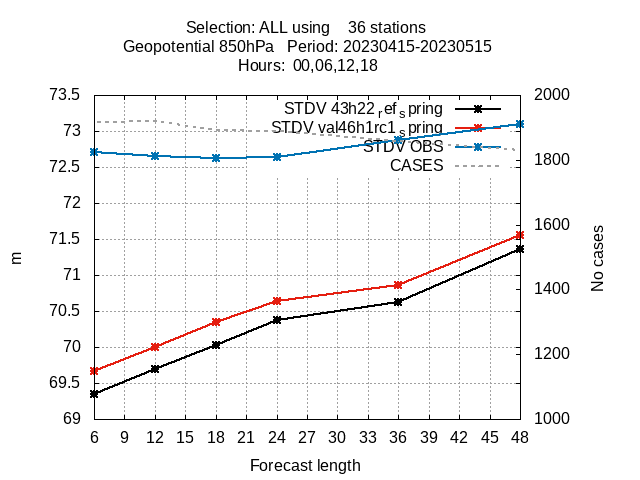 Selection: ALL using    36 stations
Geopotential 850hPa   Period: 20230415-20230515
Hours: 00,06,12,18
73.5
73
72.5
72
71.5
71
70.5
70
69.5
69
m
STDV 43h22refspring
STDV val46h1rc1spring
STDV OBS
CASES
2000
1800
1600
1400
1200
1000
No cases
6 9 12 15 18 21 24 27 30 33 36 39 42 45 48
Forecast length